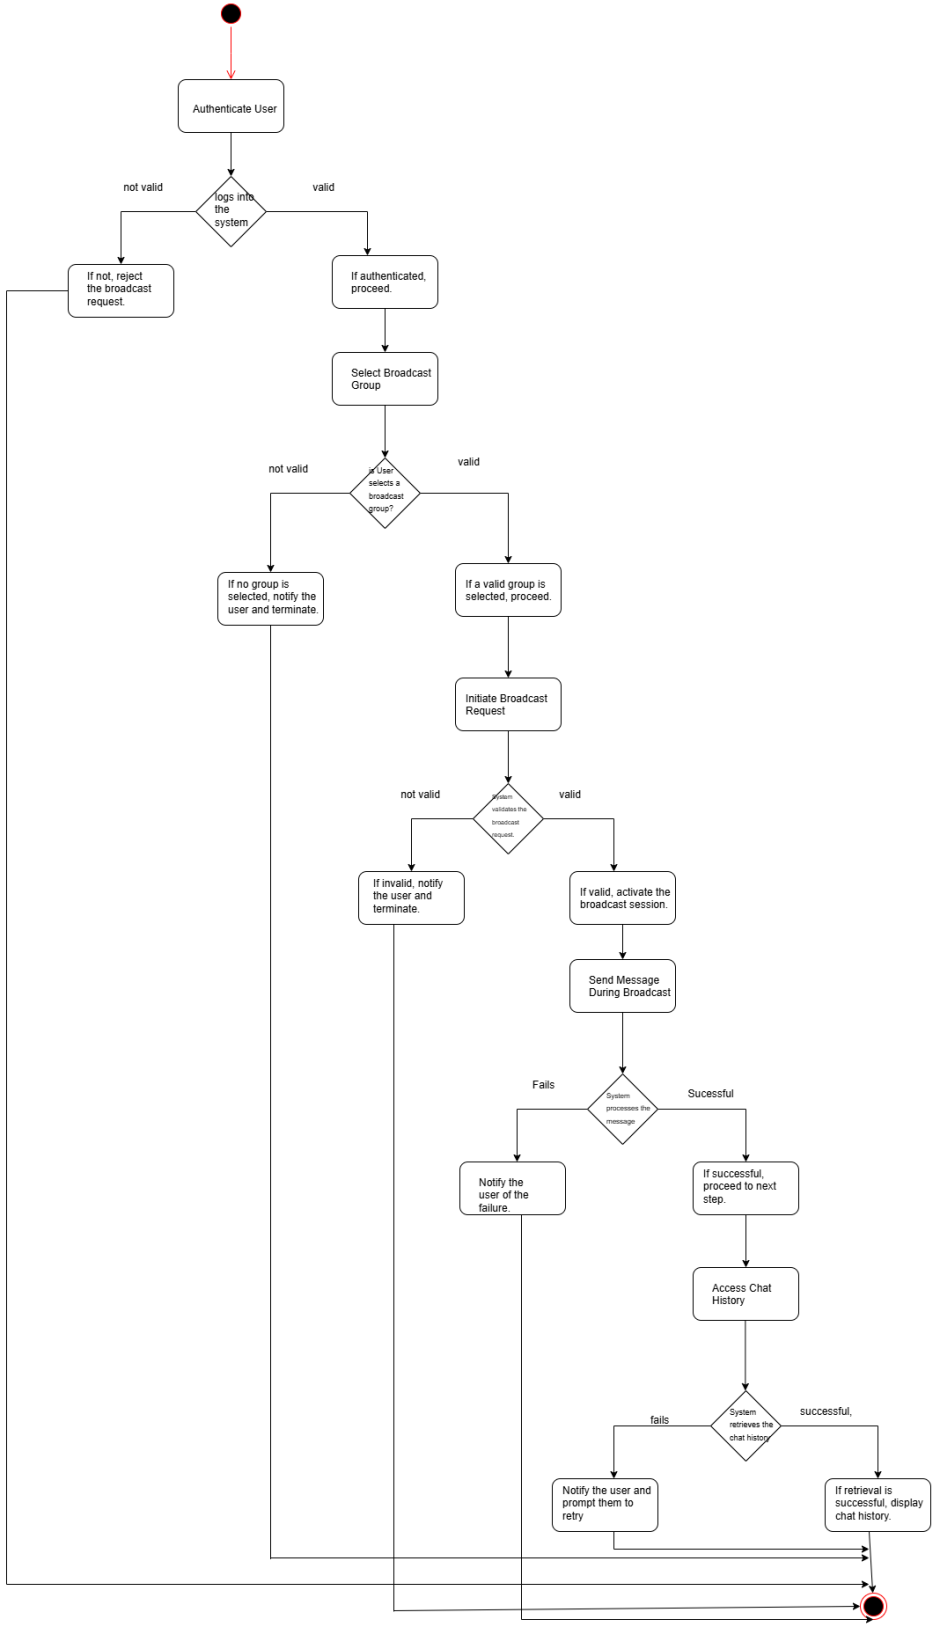 Authenticate User
not valid
valid
logs into
the
system
If not, reject
the broadcast
request.
If authenticated,
proceed.
Select Broadcast
Group
not valid
valid
is User
selects a
broadcast
group?
If no group is
selected, notify the
user and terminate.
If a valid group is
selected, proceed.
Initiate Broadcast
Request
not valid
valid
System
validates the
broadcast
request.
If invalid, notify
the user and
terminate.
If valid, activate the
broadcast session.
Send Message
During Broadcast
Fails
Sucessful
System
processes the
message
Notify the
user of the
failure.
If successful,
proceed to next
step.
Access Chat
History
fails
successful,
System
retrieves the
chat history
Notify the user and
prompt them to
retry
If retrieval is
successful, display
chat history.